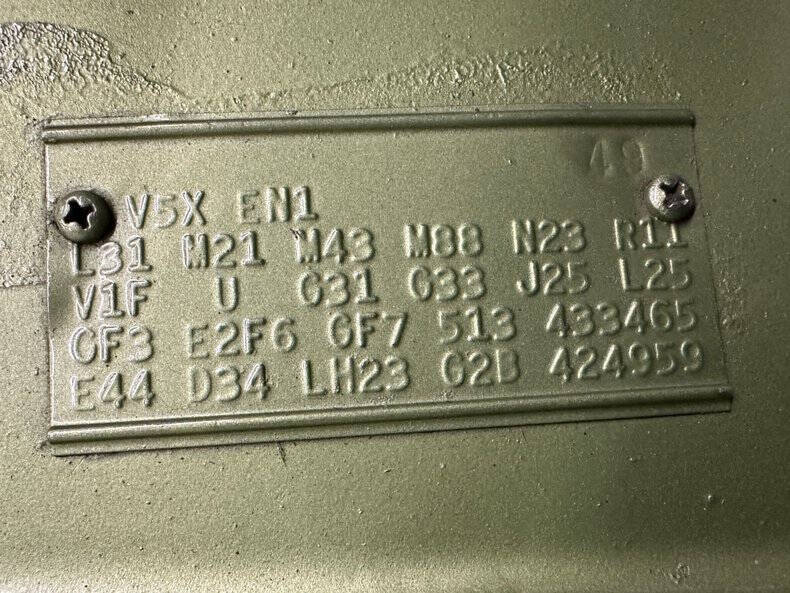 49
V5X EN1
L31 M21 M43 M88 N23 R11
V1F U G31 G33 J25 L25
GF3 E2F6 GF7 513 433465
E44 D34 LH23 G2B 424959